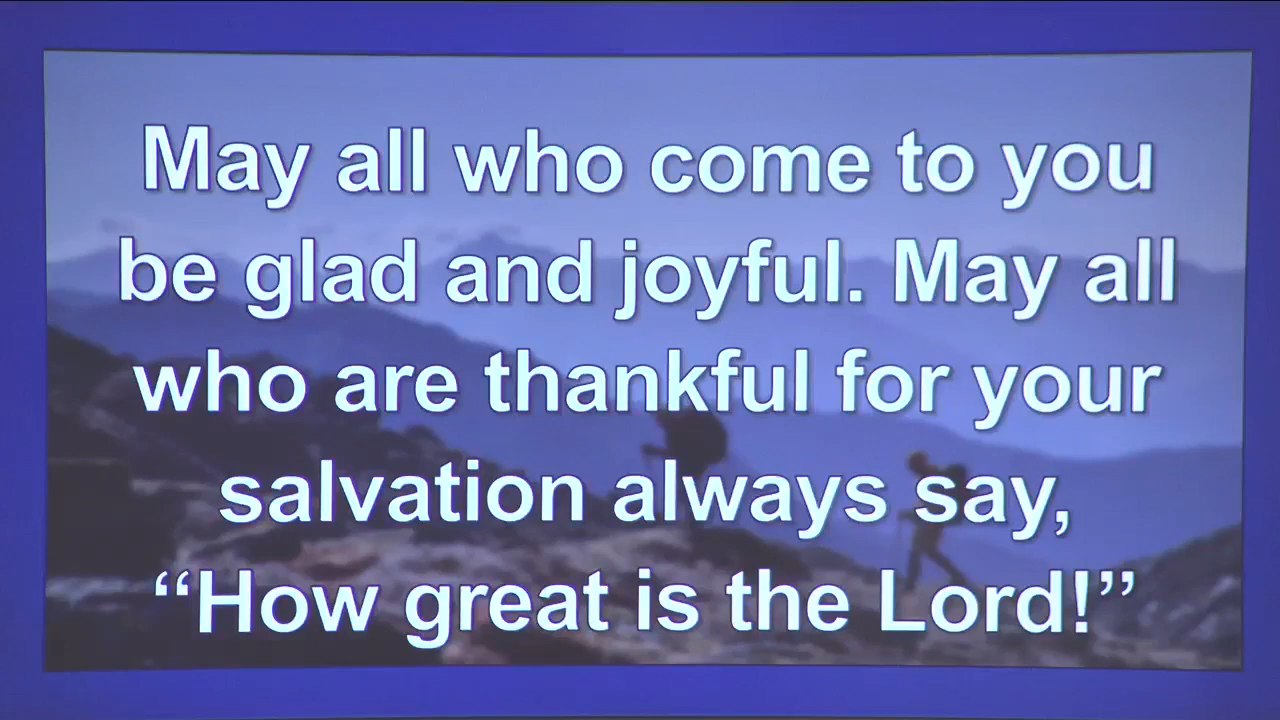 May all who come to you
be glad and joyful. May all
who are thankful for your
salvation always say,
“How great is the Lord!”